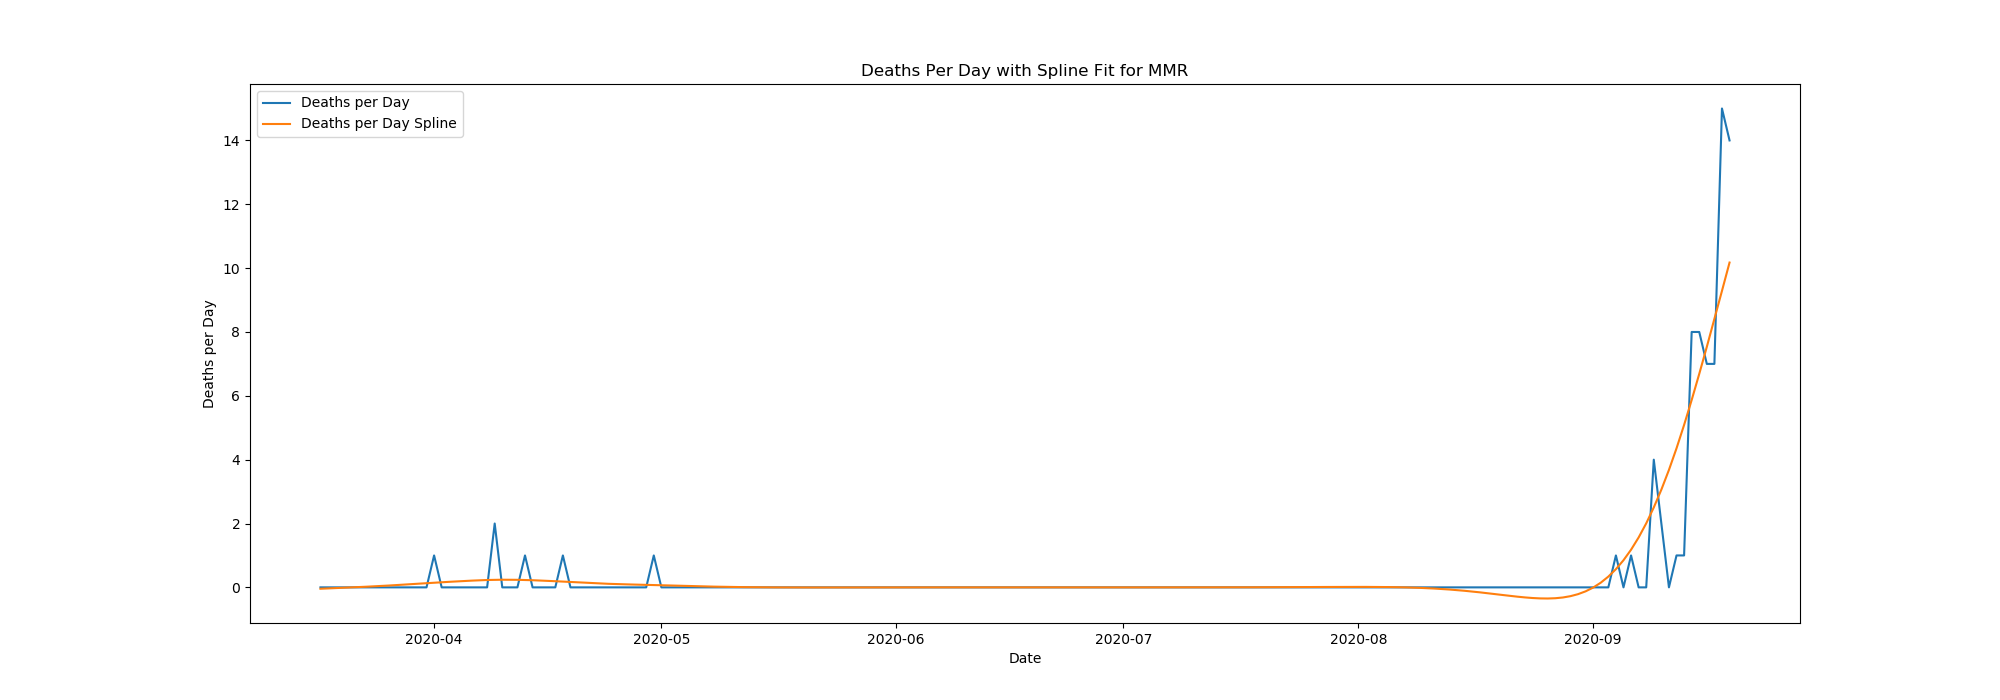 Deaths Per Day with Spline Fit for MMR
Deaths per Day
Deaths per Day Spline
Deaths per Day
14
12
10
8
6
4
2
0
2020-04 2020-05 2020-06 2020-07 2020-08 2020-09
Date